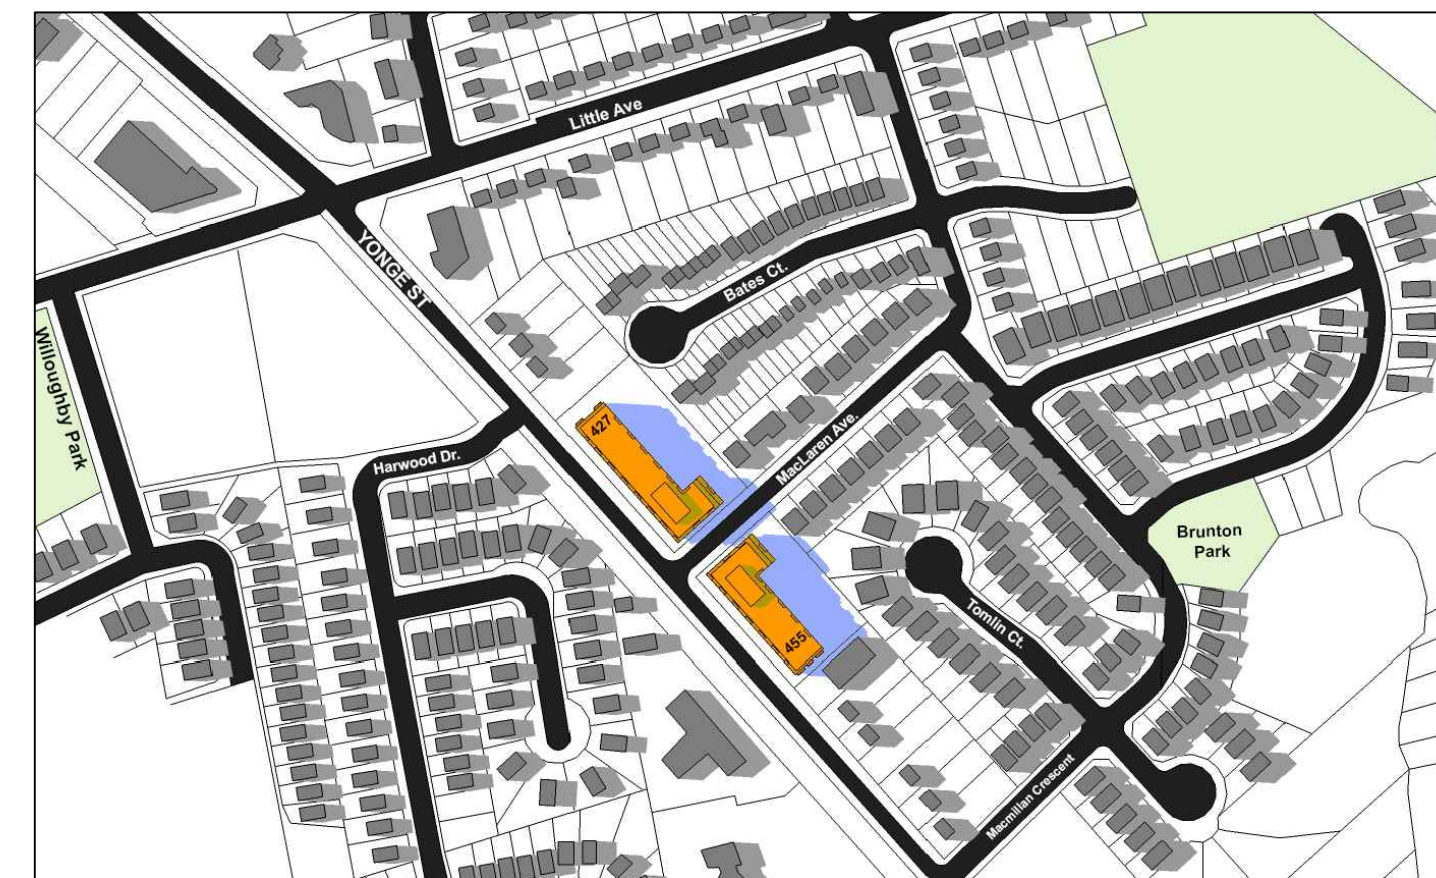 Little Ave
YONGE ST
Bates Ct.
Willoughby Park
427
MacLaren Ave.
Harwood Dr.
Brunton
Park
Tomlin Ct.
455
Macmillan Crescent